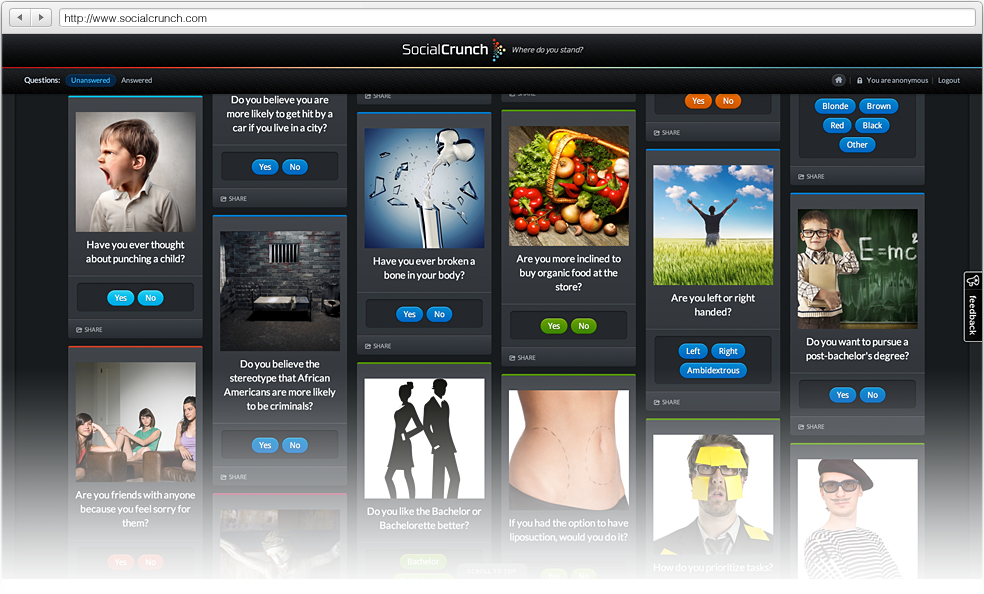 http://www.socialcrunch.com
SocialCrunch Where do you stand?
Questions: Unanswered Answered
You are anonymous Logout
Have you ever thought
about punching a child?
Yes No
SHARE
Are you friends with anyone
because you feel sorry for
them?
Yes No
Do you believe you are
more likely to get hit by a
car if you live in a city?
Yes No
SHARE
Do you believe the
stereotype that African
Americans are more likely
to be criminals?
Yes No
SHARE
SHARE
Have you ever broken a
bone in your body?
Yes No
SHARE
Do you like the Bachelor or
Bachelorette better?
Bachelor
SHARE
Are you more inclined to
buy organic food at the
store?
Yes No
SHARE
If you had the option to have
liposuction, would you do it?
Yes No
Yes No
SHARE
Are you left or right
handed?
Left Right
Ambidextrous
SHARE
How do you prioritize tasks?
Blonde Brown
Red Black
Other
SHARE
E=mc²
Do you want to pursue a
post-bachelor's degree?
Yes No
SHARE
feedback
SCROLL TO TOP